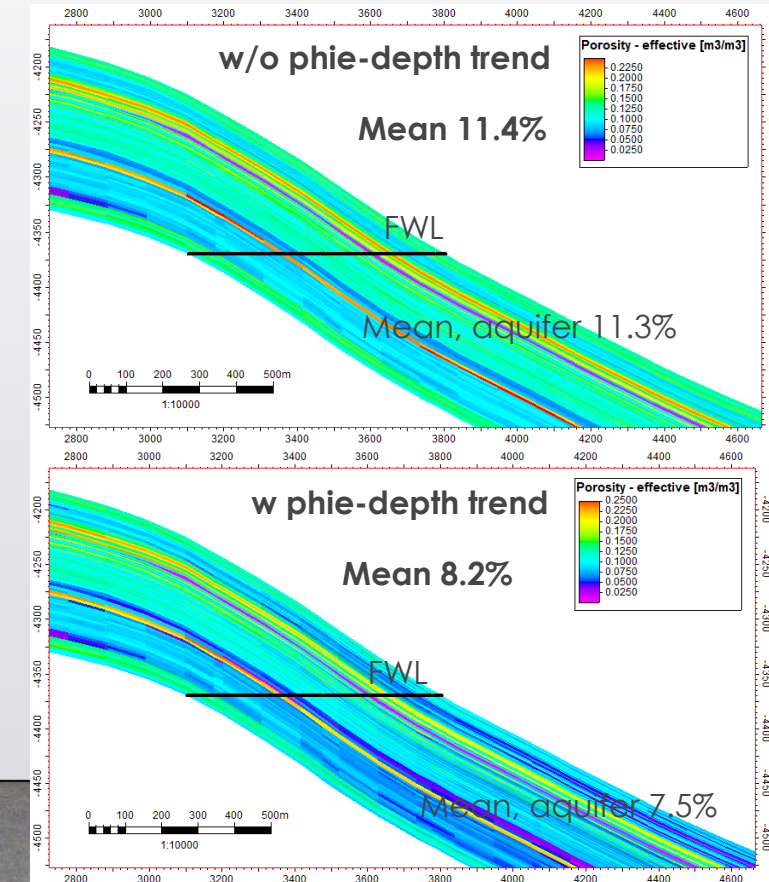 2800 3000 3200 3400 3600 3800 4000 4200 4400 4600
w/o phie-depth trend
Porosity - effective [m3/m3]
0.2250
0.2000
0.1750
0.1500
0.1250
0.1000
0.0750
0.0500
0.0250
Mean 11.4%
-4200
-4250
-4300
-4350
-4400
-4450
-4500
FWL
Mean, aquifer 11.3%
0 100 200 300 400 500m
1:10000
2800 3000 3200 3400 3600 3800 4000 4200 4400 4600
2800 3000 3200 3400 3600 3800 4000 4200 4400 4600
w phie-depth trend
Porosity - effective [m3/m3]
0.2500
0.2250
0.2000
0.1750
0.1500
0.1250
0.1000
0.0750
0.0500
0.0250
Mean 8.2%
-4200
-4250
-4300
-4350
-4400
-4450
-4500
-4200
-4250
-4300
-4350
-4400
-4450
-4500
FWL
Mean, aquifer 7.5%
0 100 200 300 400 500m
1:10000
2800 3000 3200 3400 3600 3800 4000 4200 4400 4600